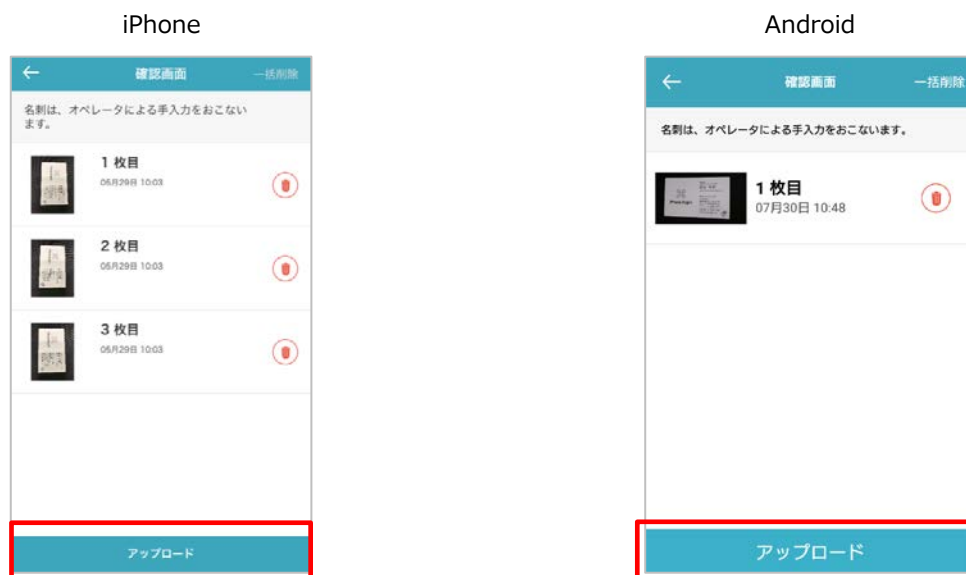 iPhone
確認画面
一括削除
名刺は、オペレータによる手入力をおこない
ます。
1 枚目
06月29日 10:03
2 枚目
06月29日 10:03
3 枚目
06月29日 10:03
アップロード
Android
確認画面
一括削除
名刺は、オペレータによる手入力をおこないます。
1 枚目
07月30日 10:48
アップロード